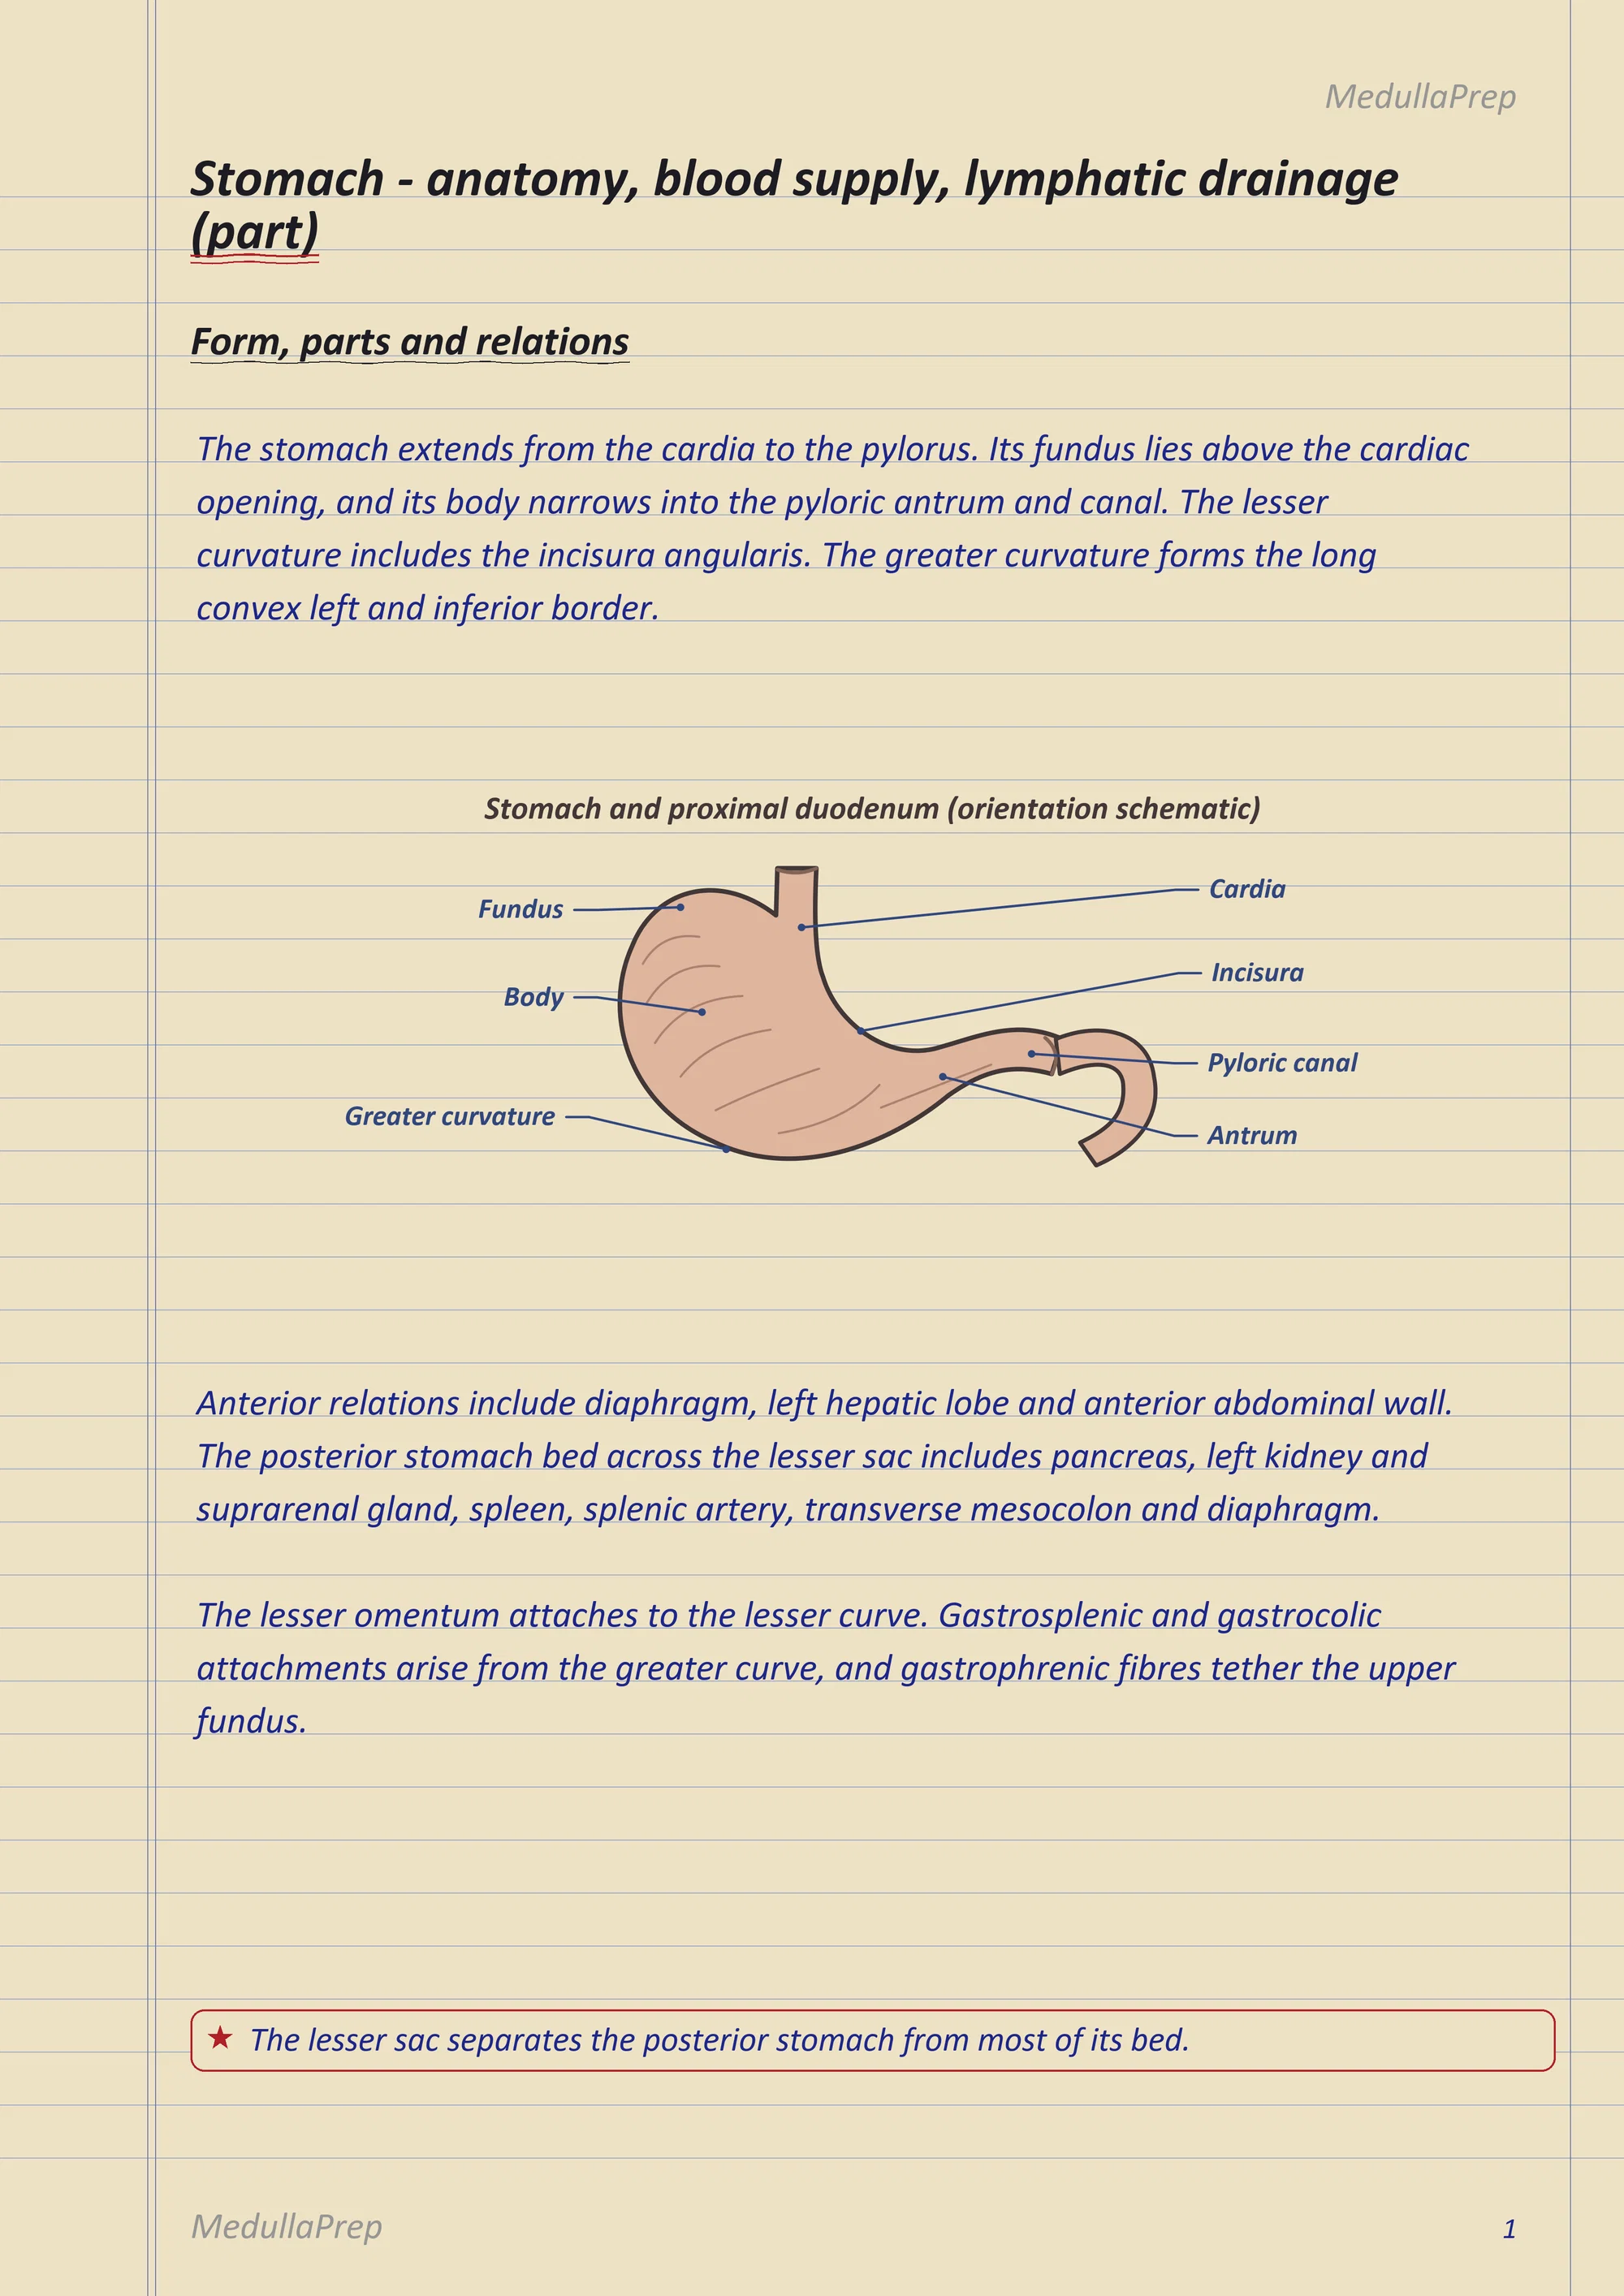 MedullaPrep
Stomach - anatomy, blood supply, lymphatic drainage
(part)
Form, parts and relations
The stomach extends from the cardia to the pylorus. Its fundus lies above the cardiac
opening, and its body narrows into the pyloric antrum and canal. The lesser
curvature includes the incisura angularis. The greater curvature forms the long
convex left and inferior border.
Stomach and proximal duodenum (orientation schematic)
Cardia
Fundus
Incisura
Body
Pyloric canal
Greater curvature
Antrum
Anterior relations include diaphragm, left hepatic lobe and anterior abdominal wall.
The posterior stomach bed across the lesser sac includes pancreas, left kidney and
suprarenal gland, spleen, splenic artery, transverse mesocolon and diaphragm.
The lesser omentum attaches to the lesser curve. Gastrosplenic and gastrocolic
attachments arise from the greater curve, and gastrophrenic fibres tether the upper
fundus.
★ The lesser sac separates the posterior stomach from most of its bed.
MedullaPrep
1